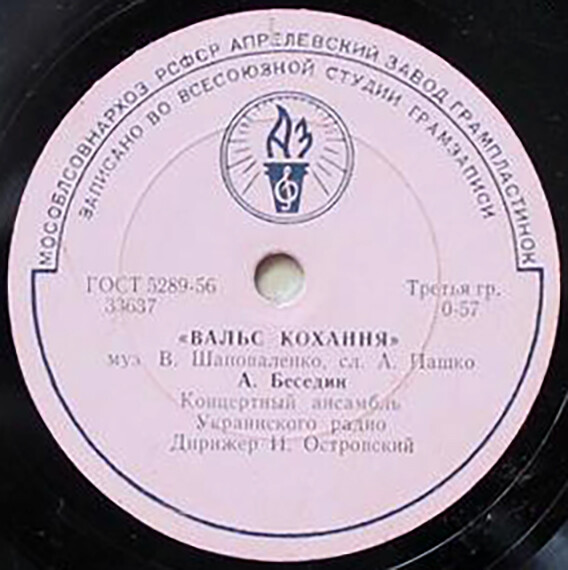 МОСОБЛСОВНАРХОЗ РСФСР АПРЕЛЕВСКИЙ ЗАВОД ГРАМПЛАСТИНОК
ЗАПИСАНО ВО ВСЕСОЮЗНОЙ СТУДИИ ГРАМЗАПИСИ
АЗ
ГОСТ 5289-56
33637
Третья гр.
0-57
«ВАЛЬС КОХАННЯ»
муз. В. Шаповаленко, сл. А. Пашко
А. Беседин
Концертный ансамбль
Украинского радио
Дирижер И. Островский